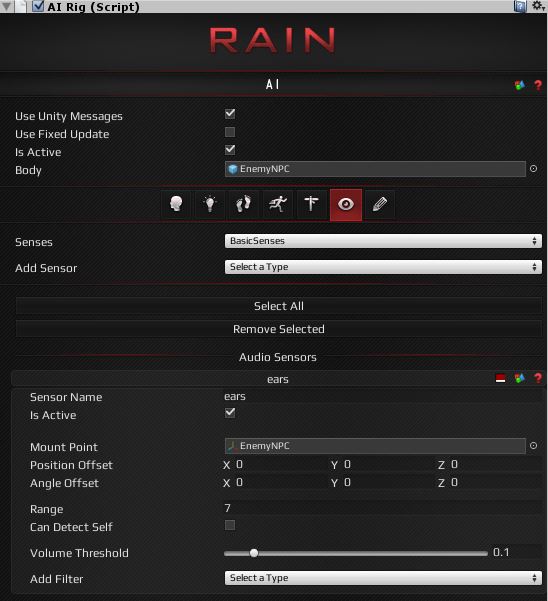 AI Rig (Script)
RAIN
AI
?
Use Unity Messages
Use Fixed Update
Is Active
Body EnemyNPC
Senses BasicSenses
Add Sensor Select a Type
Select All
Remove Selected
Audio Sensors
ears ?
Sensor Name ears
Is Active
Mount Point EnemyNPC
Position Offset X 0 Y 0 Z 0
Angle Offset X 0 Y 0 Z 0
Range 7
Can Detect Self
Volume Threshold 0.1
Add Filter Select a Type